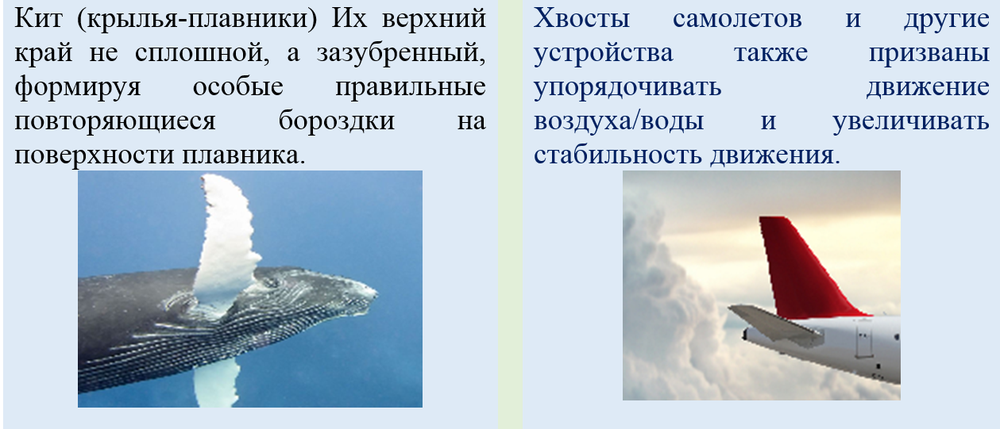 Кит (крылья-плавники) Их верхний
край не сплошной, а зазубренный,
формируя особые правильные
повторяющиеся бороздки на
поверхности плавника.
Хвосты самолетов и другие
устройства также призваны
упорядочивать движение
воздуха/воды и увеличивать
стабильность движения.